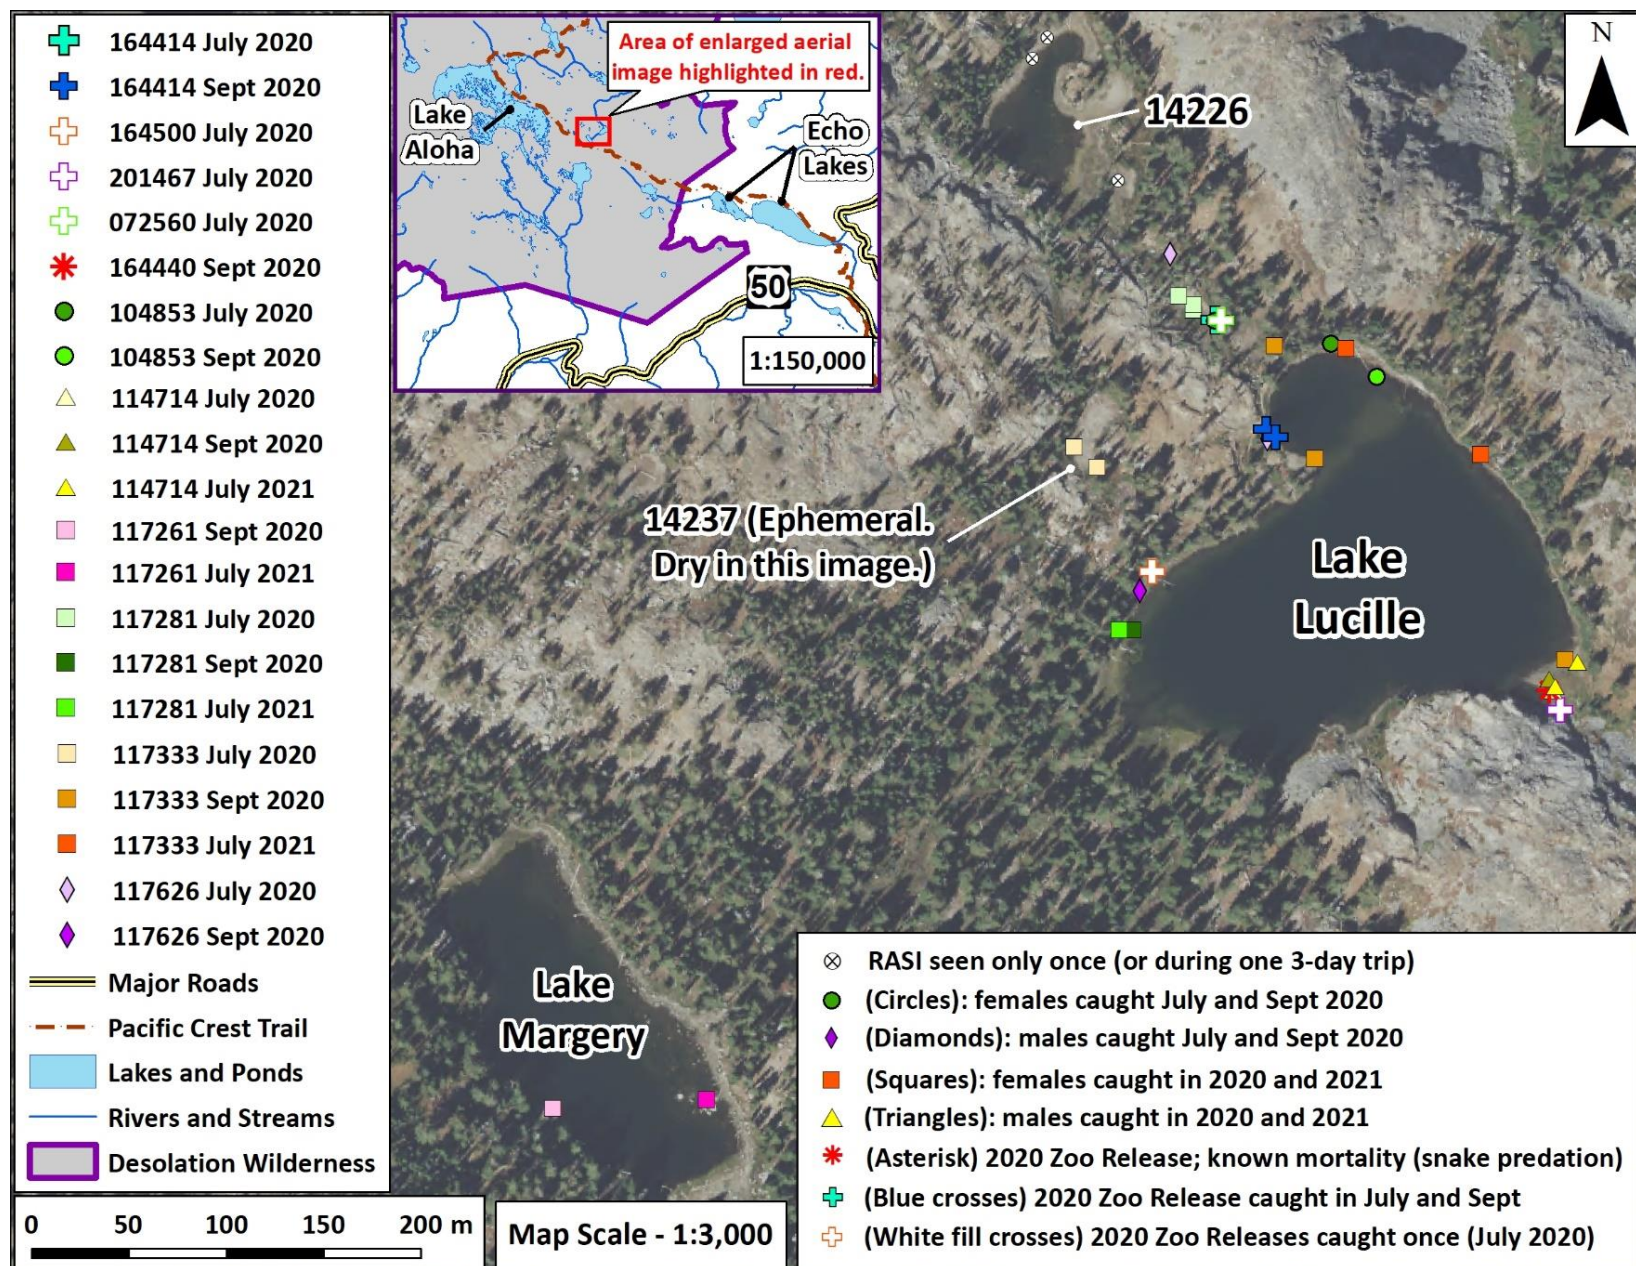 164414 July 2020
164414 Sept 2020
164500 July 2020
201467 July 2020
072560 July 2020
164440 Sept 2020
104853 July 2020
104853 Sept 2020
114714 July 2020
114714 Sept 2020
114714 July 2021
117261 Sept 2020
117261 July 2021
117281 July 2020
117281 Sept 2020
117281 July 2021
117333 July 2020
117333 Sept 2020
117333 July 2021
117626 July 2020
117626 Sept 2020
Major Roads
Pacific Crest Trail
Lakes and Ponds
Rivers and Streams
Desolation Wilderness
0 50 100 150 200 m
Map Scale - 1:3,000
Area of enlarged aerial
image highlighted in red.
Lake
Aloha
Echo
Lakes
50
1:150,000
N
14226
14237 (Ephemeral.
Dry in this image.)
Lake
Lucille
Lake
Margery
RASI seen only once (or during one 3-day trip)
(Circles): females caught July and Sept 2020
(Diamonds): males caught July and Sept 2020
(Squares): females caught in 2020 and 2021
(Triangles): males caught in 2020 and 2021
(Asterisk) 2020 Zoo Release; known mortality (snake predation)
(Blue crosses) 2020 Zoo Release caught in July and Sept
(White fill crosses) 2020 Zoo Releases caught once (July 2020)